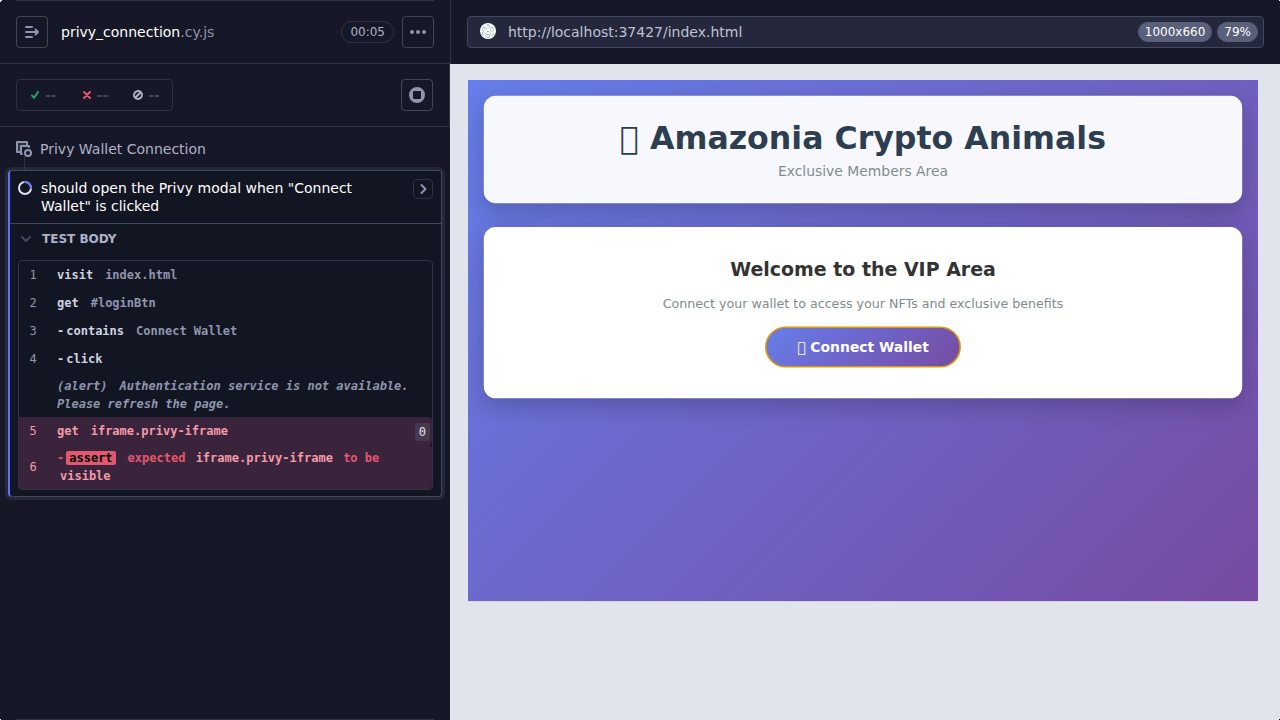 privy_connection.cy.js
00:05
http://localhost:37427/index.html
1000x660
79%
--
--
--
Privy Wallet Connection
should open the Privy modal when "Connect
Wallet" is clicked
TEST BODY
1 visit index.html
2 get #loginBtn
3 -contains Connect Wallet
4 -click
(alert) Authentication service is not available.
Please refresh the page.
5 get iframe.privy-iframe 0
6 -assert expected iframe.privy-iframe to be
visible
Amazonia Crypto Animals
Exclusive Members Area
Welcome to the VIP Area
Connect your wallet to access your NFTs and exclusive benefits
Connect Wallet